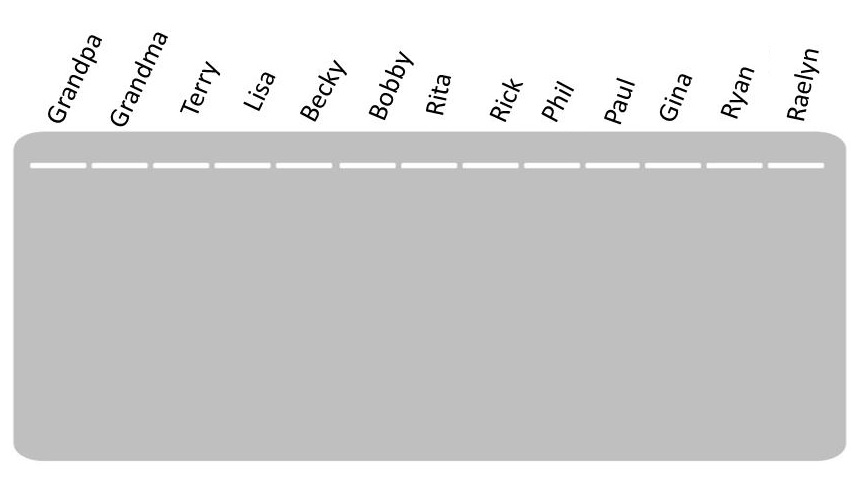 Grandpa
Grandma
Terry
Lisa
Becky
Bobby
Rita
Rick
Phil
Paul
Gina
Ryan
Raelyn